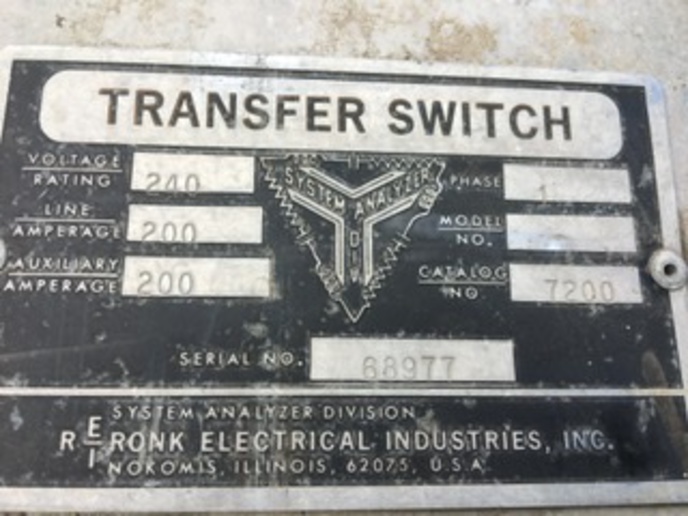 TRANSFER SWITCH
VOLTAGE RATING 240
LINE AMPERAGE 200
AUXILIARY AMPERAGE 200
SYSTEM ANALYZER
DIV
PHASE 1
MODEL NO.
CATALOG NO 7200
SERIAL NO. 68977
SYSTEM ANALYZER DIVISION
R E/I RONK ELECTRICAL INDUSTRIES, INC.
NOKOMIS, ILLINOIS, 62075, U.S.A.